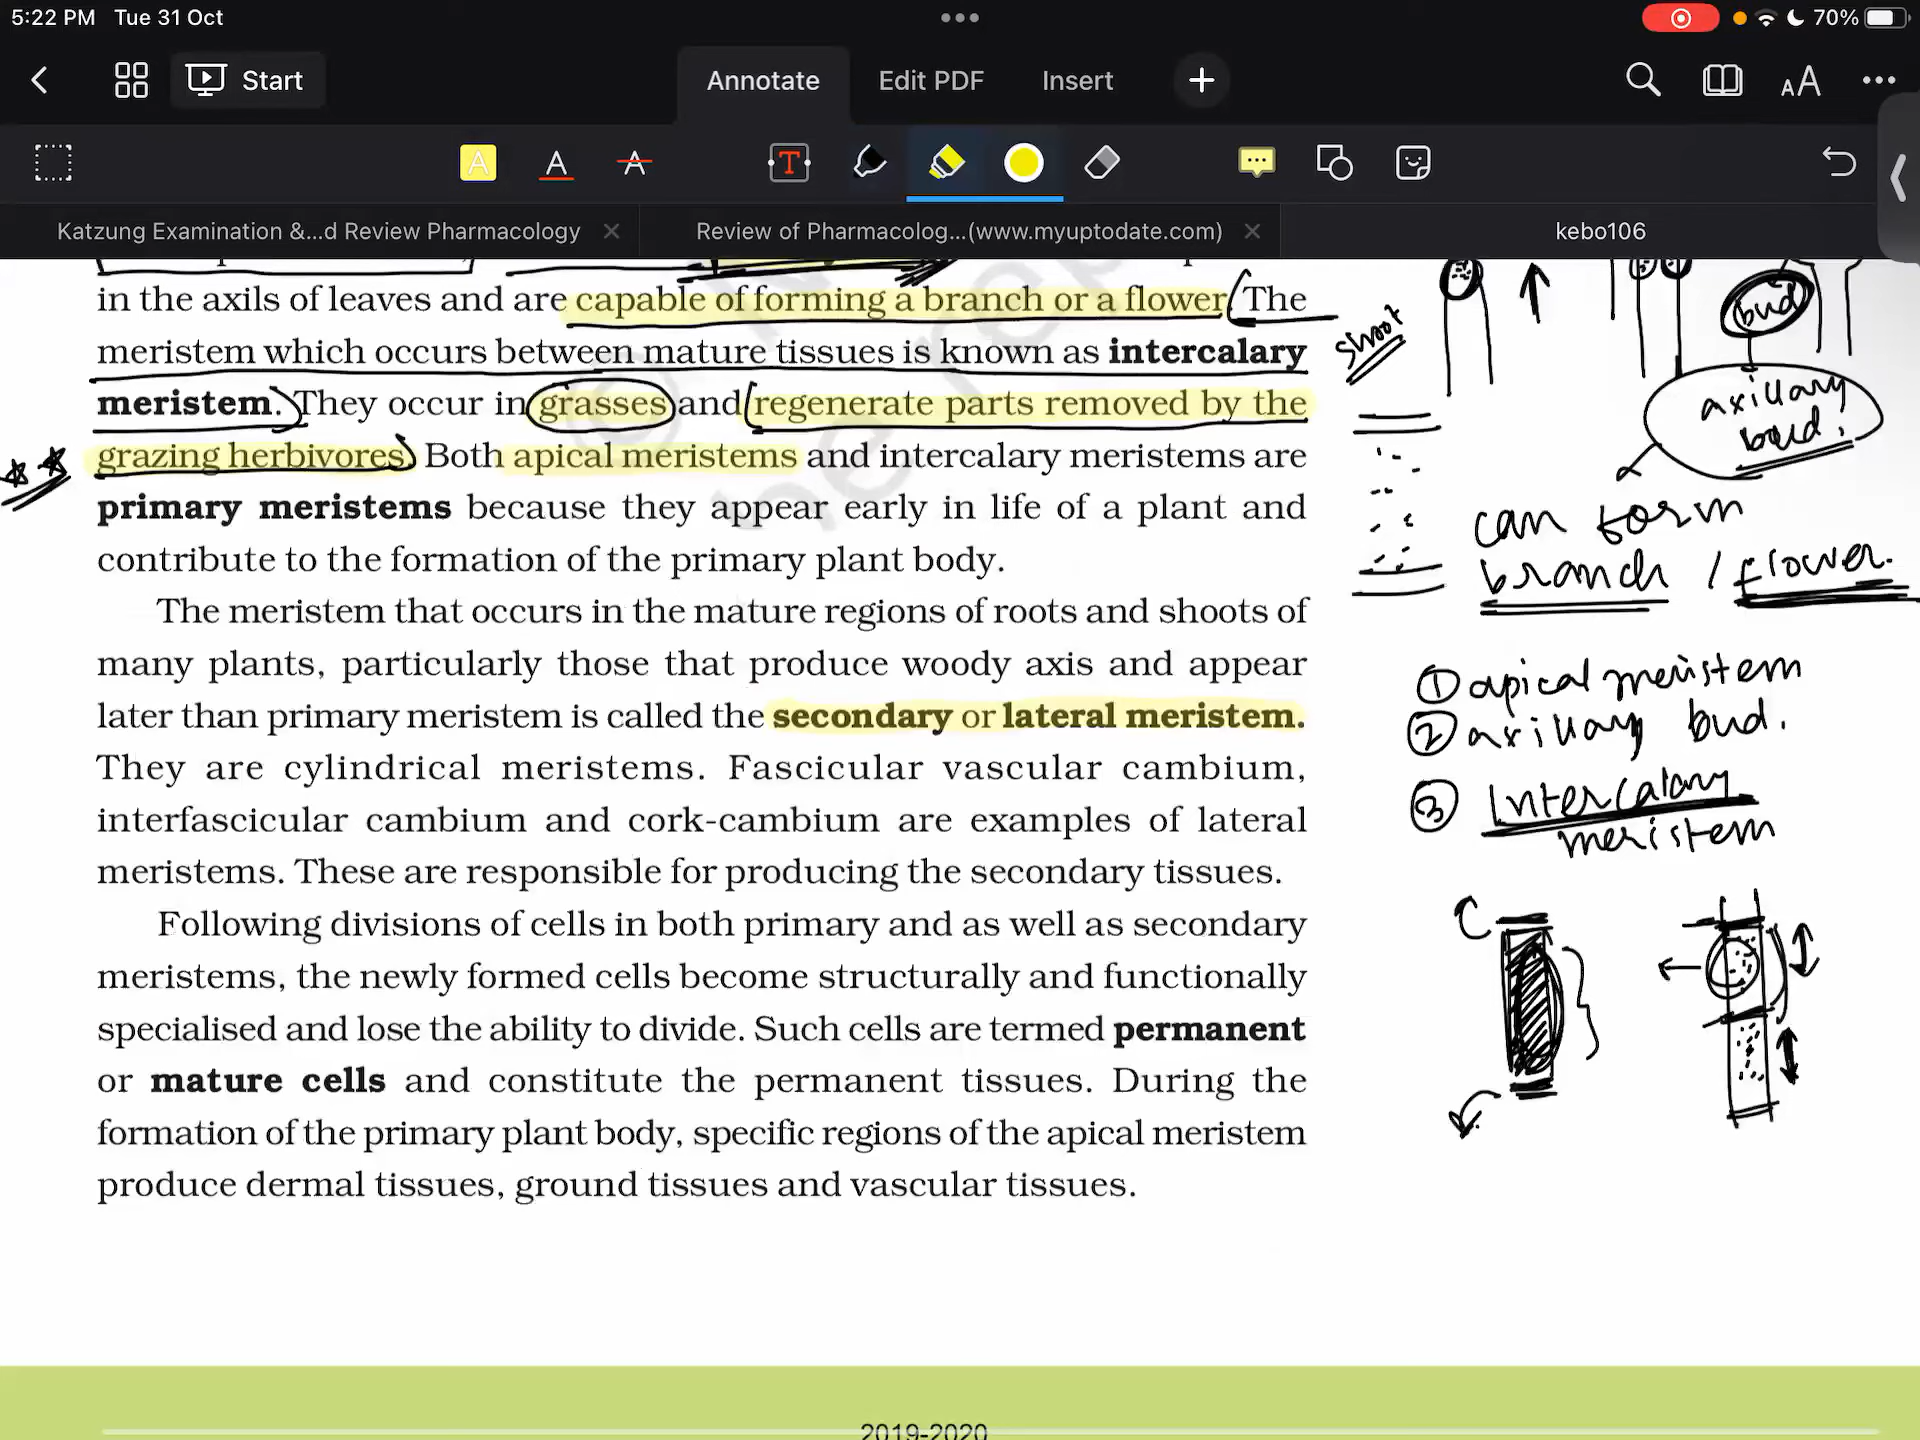 5:22 PM Tue 31 Oct
70%
Start
Annotate
Edit PDF
Insert
AA
A A A T
Katzung Examination &...d Review Pharmacology
Review of Pharmacolog...(www.myuptodate.com)
kebo106
in the axils of leaves and are capable of forming a branch or a flower. The
meristem which occurs between mature tissues is known as intercalary
meristem. They occur in grasses and regenerate parts removed by the
grazing herbivores. Both apical meristems and intercalary meristems are
primary meristems because they appear early in life of a plant and
contribute to the formation of the primary plant body.
The meristem that occurs in the mature regions of roots and shoots of
many plants, particularly those that produce woody axis and appear
later than primary meristem is called the secondary or lateral meristem.
They are cylindrical meristems. Fascicular vascular cambium,
interfascicular cambium and cork-cambium are examples of lateral
meristems. These are responsible for producing the secondary tissues.
Following divisions of cells in both primary and as well as secondary
meristems, the newly formed cells become structurally and functionally
specialised and lose the ability to divide. Such cells are termed permanent
or mature cells and constitute the permanent tissues. During the
formation of the primary plant body, specific regions of the apical meristem
produce dermal tissues, ground tissues and vascular tissues.
shoot
bud
axillary
bud.
can form
branch / flower.
① apical meristem
② axillary bud.
③ Intercalary
meristem
2019-2020